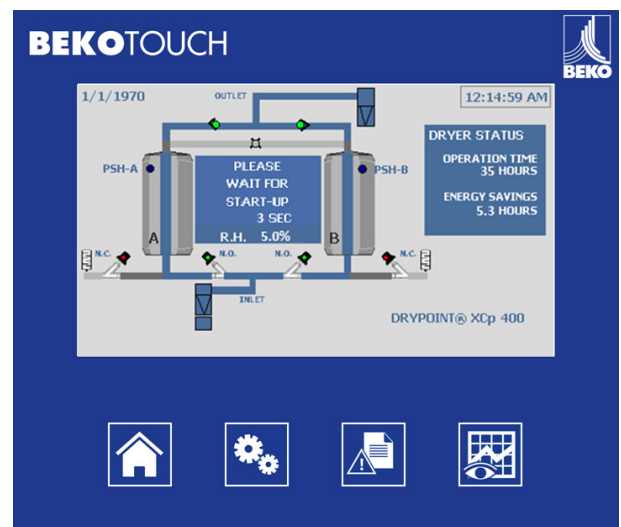 BEKOTOUCH
BEKO
1/1/1970
OUTLET
12:14:59 AM
DRYER STATUS
OPERATION TIME
35 HOURS
ENERGY SAVINGS
5.3 HOURS
PSH-A
PLEASE
WAIT FOR
START-UP
3 SEC
R.H. 5.0%
PSH-B
A
B
N.C.
N.O.
N.O.
N.C.
INLET
DRYPOINT® XCp 400